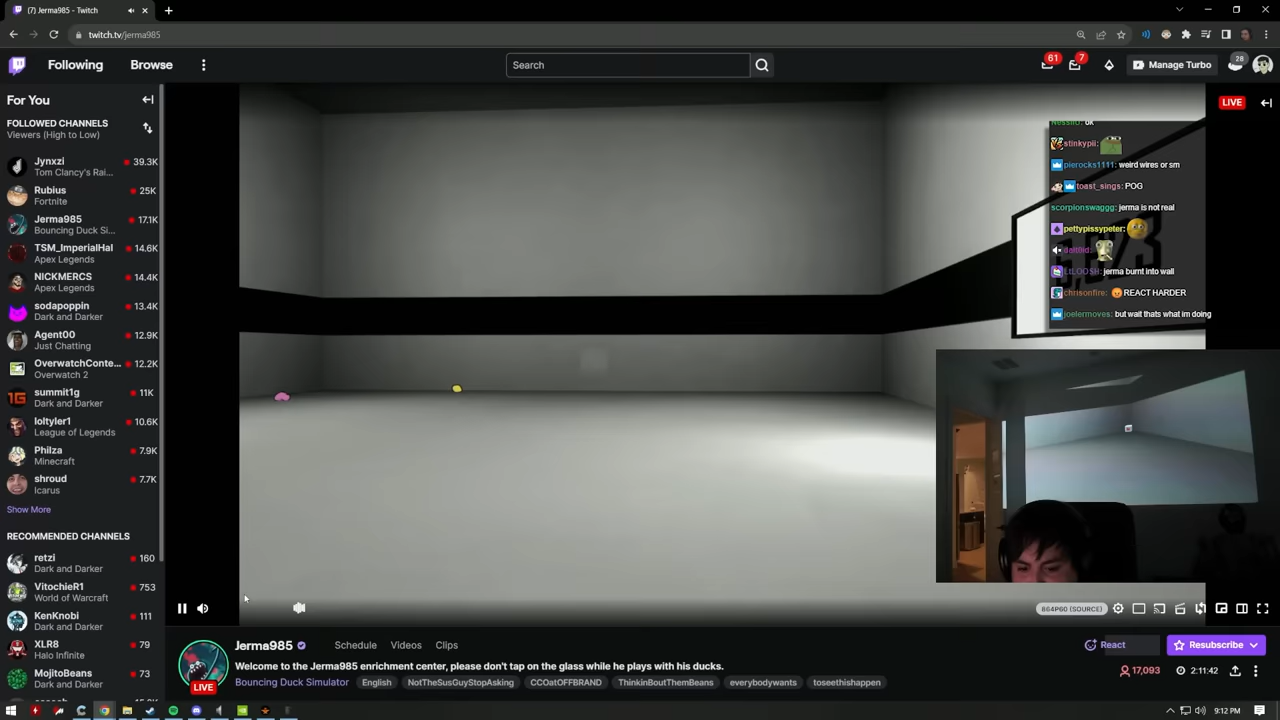 (7) Jerma985 - Twitch
twitch.tv/jerma985
Following
Browse
Search
61
7
Manage Turbo
28
For You
FOLLOWED CHANNELS
Viewers (High to Low)
Jynxzi
39.3K
Tom Clancy's Rai...
Rubius
25K
Fortnite
Jerma985
17.1K
Bouncing Duck Si...
TSM_ImperialHal
14.6K
Apex Legends
NICKMERCS
14.4K
Apex Legends
sodapoppin
13.4K
Dark and Darker
Agent00
12.9K
Just Chatting
OverwatchConte...
12.2K
Overwatch 2
summit1g
11K
Dark and Darker
loltyler1
10.6K
League of Legends
Philza
7.9K
Minecraft
shroud
7.7K
Icarus
Show More
RECOMMENDED CHANNELS
retzi
160
Dark and Darker
VitochieR1
753
World of Warcraft
KenKnobi
111
Dark and Darker
XLR8
79
Halo Infinite
MojitoBeans
73
Dark and Darker
LIVE
ok
stinkypii:
pierocks1111: weird wires or sm
toast_sings: POG
scorpionswaggg: jerma is not real
pettypissypeter:
LtLOOSH: jerma burnt into wall
chrisonfire: REACT HARDER
joelermoves: but wait thats what im doing
864P60 (SOURCE)
Jerma985
Schedule
Videos
Clips
React
Resubscribe
Welcome to the Jerma985 enrichment center, please don't tap on the glass while he plays with his ducks.
LIVE
Bouncing Duck Simulator
English
NotTheSusGuyStopAsking
CCOatOFFBRAND
ThinkinBoutThemBeans
everybodywants
toseethishappen
17,093
2:11:42
9:12 PM